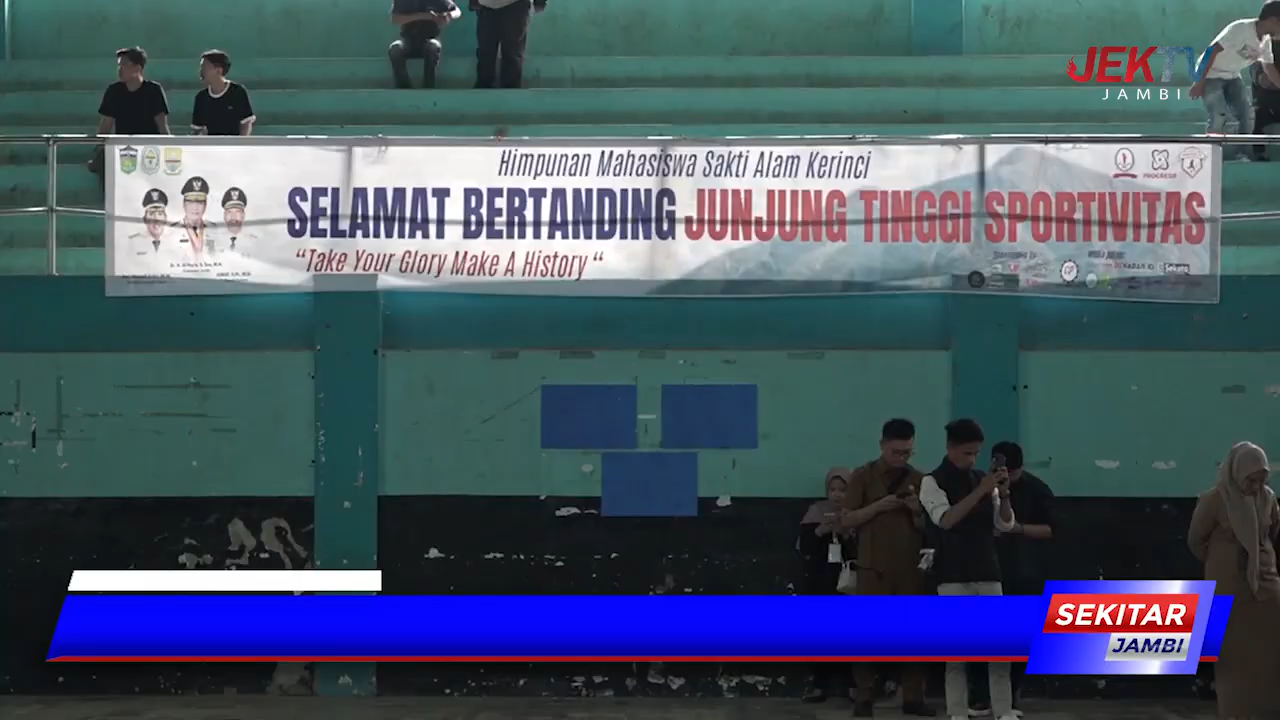 JEKTV
JAMBI
Himpunan Mahasiswa Sakti Alam Kerinci
SELAMAT BERTANDING JUNJUNG TINGGI SPORTIVITAS
“Take Your Glory Make A History “
PROGRESIF
SEKITAR
JAMBI